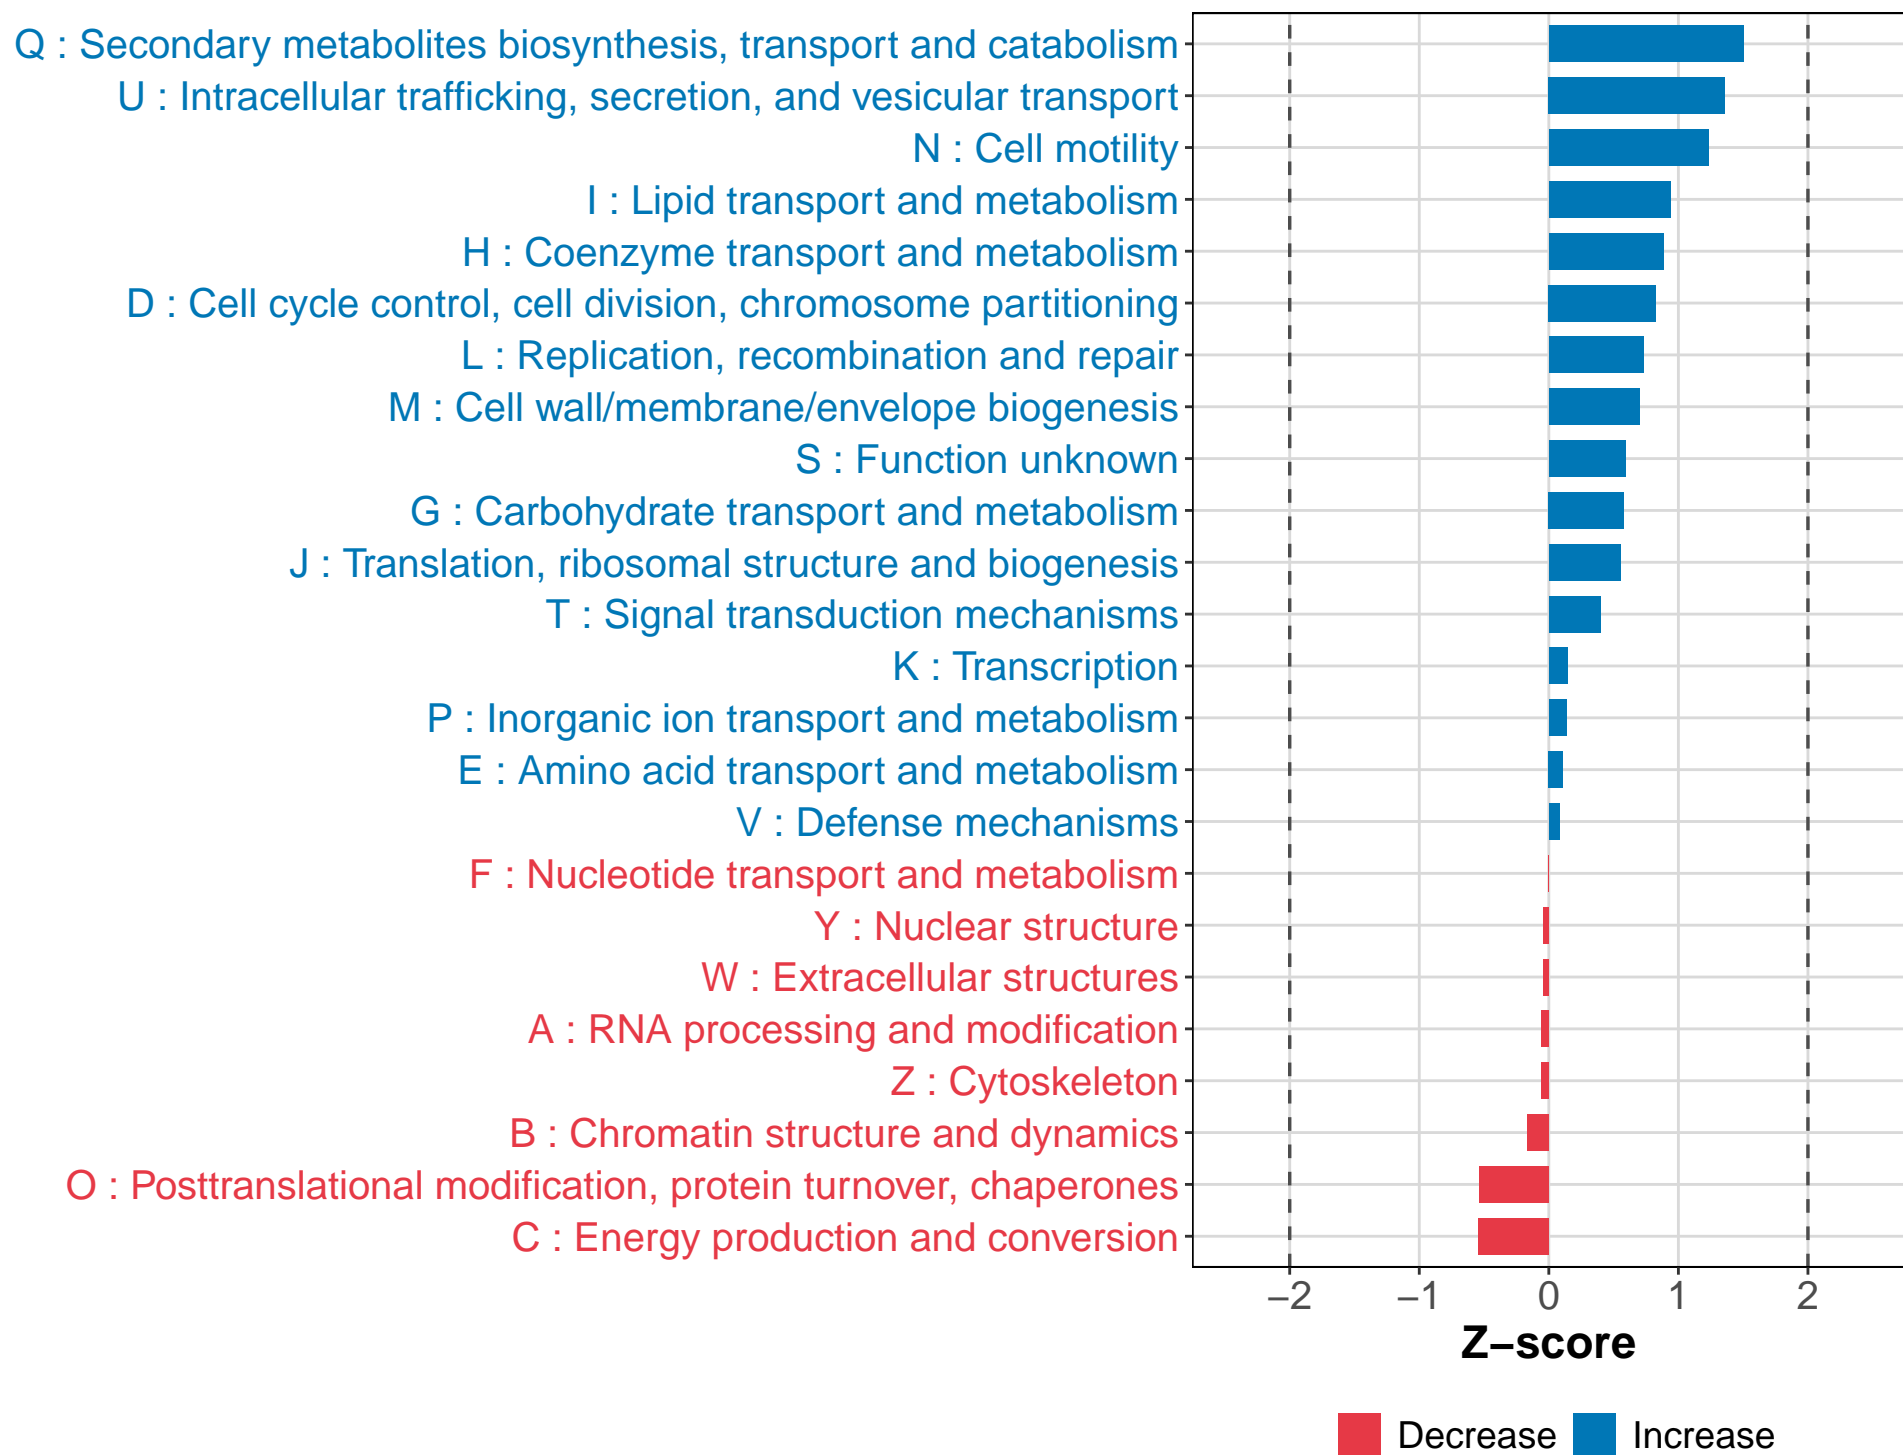 Q : Secondary metabolites biosynthesis, transport and catabolism
U : Intracellular trafficking, secretion, and vesicular transport
N : Cell motility
I : Lipid transport and metabolism
H : Coenzyme transport and metabolism
D : Cell cycle control, cell division, chromosome partitioning
L : Replication, recombination and repair
M : Cell wall/membrane/envelope biogenesis
S : Function unknown
G : Carbohydrate transport and metabolism
J : Translation, ribosomal structure and biogenesis
T : Signal transduction mechanisms
K : Transcription
P : Inorganic ion transport and metabolism
E : Amino acid transport and metabolism
V : Defense mechanisms
F : Nucleotide transport and metabolism
Y : Nuclear structure
W : Extracellular structures
A : RNA processing and modification
Z : Cytoskeleton
B : Chromatin structure and dynamics
O : Posttranslational modification, protein turnover, chaperones
C : Energy production and conversion
−2 −1 0 1 2
Z−score
Decrease Increase